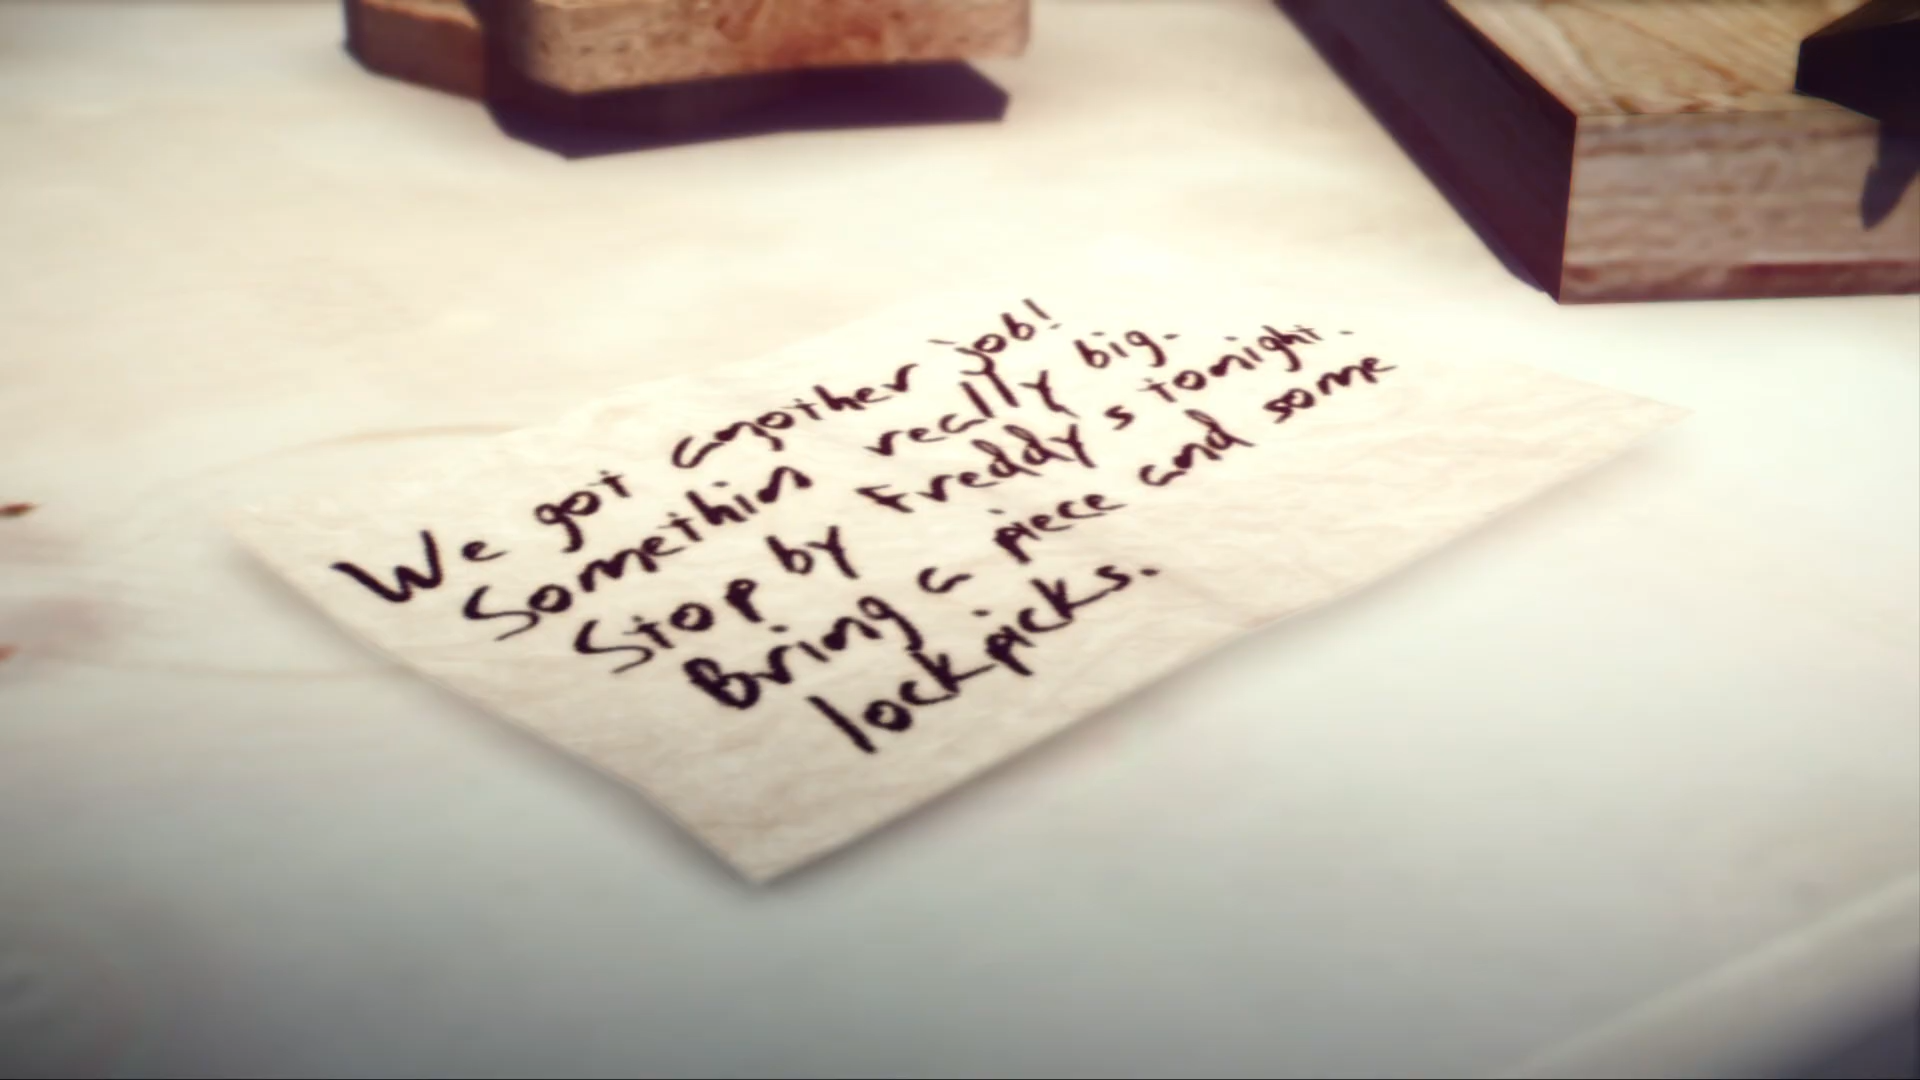 We got another job!
Somethin really big.
Stop by Freddy s tonight.
Bring a piece and some
lockpicks.